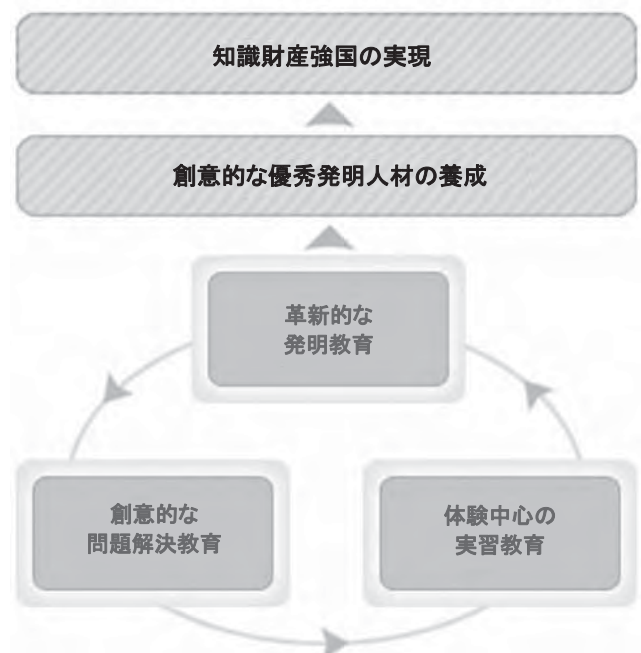 知識財産強国の実現
創意的な優秀発明人材の養成
革新的な
発明教育
創意的な
問題解決教育
体験中心の
実習教育